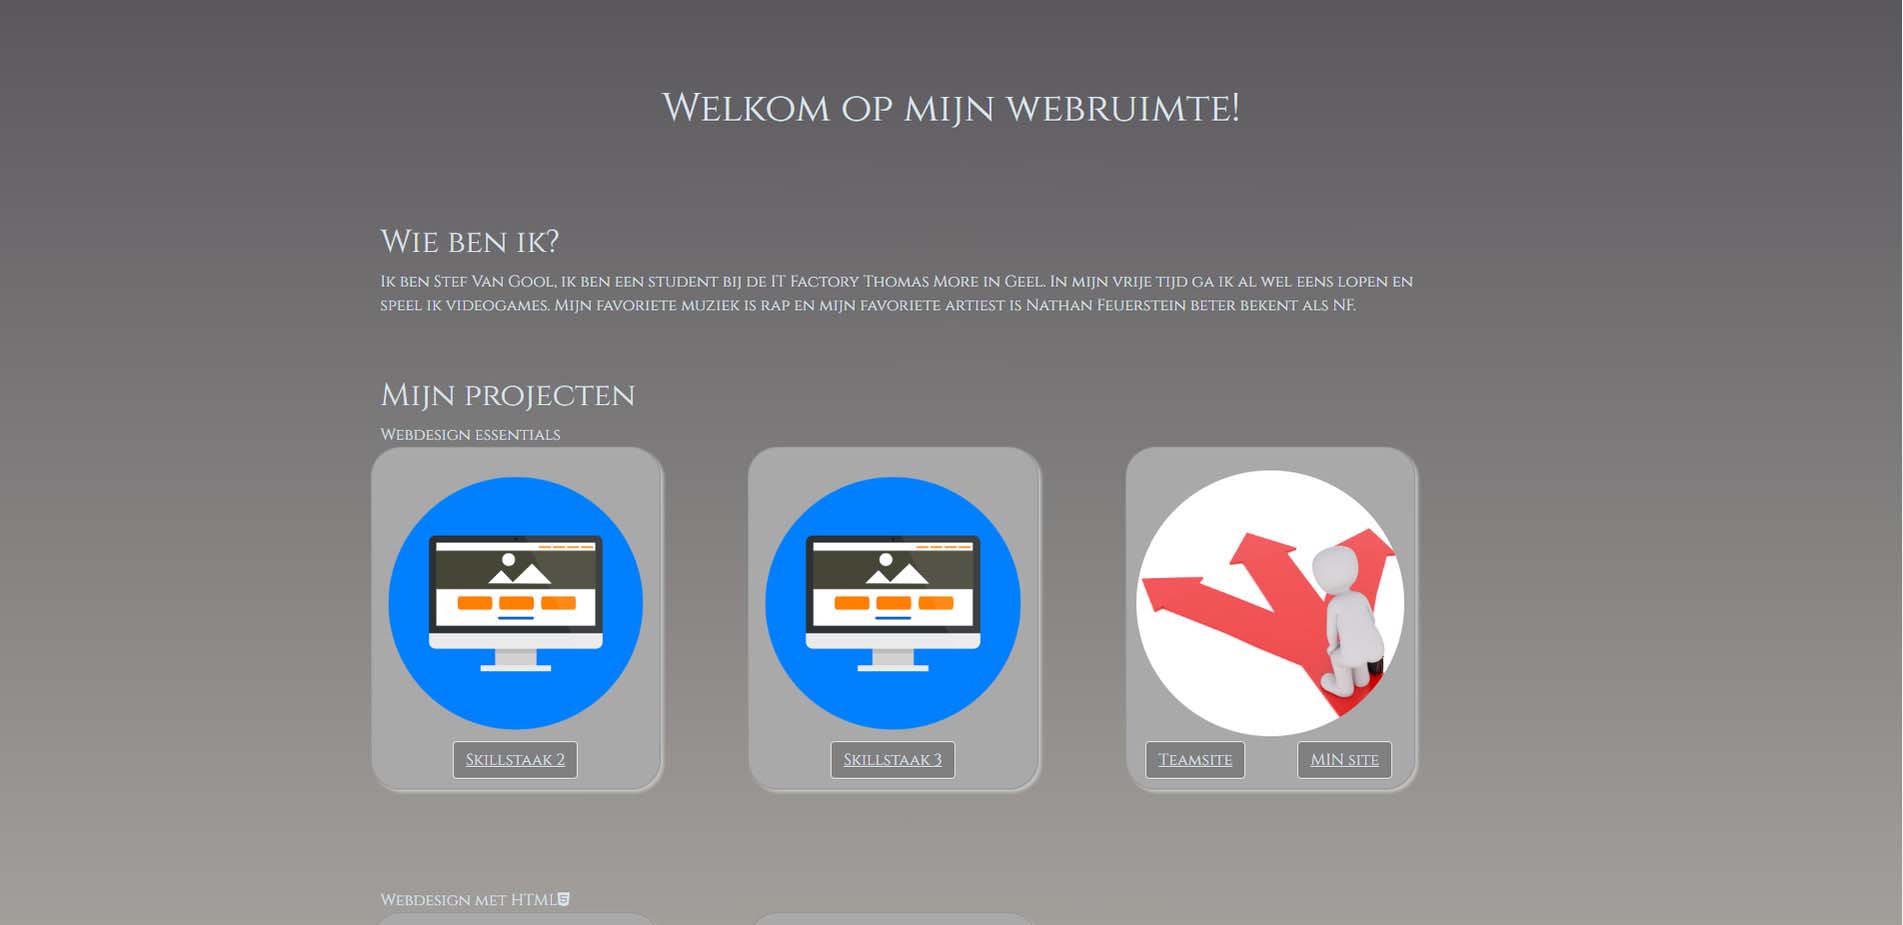 Welkom op mijn webruimte!
Wie ben ik?
Ik ben Stef Van Gool, ik ben een student bij de IT Factory Thomas More in Geel. In mijn vrije tijd ga ik al wel eens lopen en
speel ik videogames. Mijn favoriete muziek is rap en mijn favoriete artiest is Nathan Feuerstein beter bekent als NF.
Mijn projecten
Webdesign essentials
Skillstaak 2
Skillstaak 3
Teamsite
MIN site
Webdesign met HTML